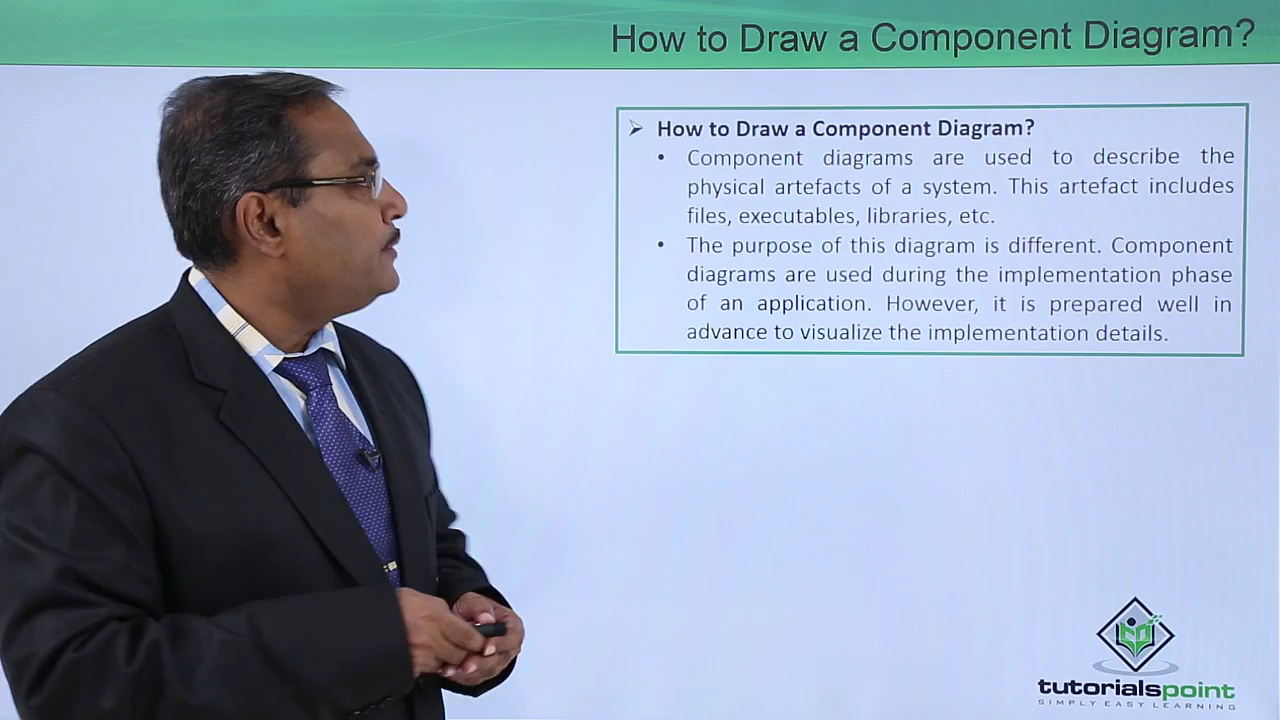 How to Draw a Component Diagram?
➢ How to Draw a Component Diagram?
• Component diagrams are used to describe the
physical artefacts of a system. This artefact includes
files, executables, libraries, etc.
• The purpose of this diagram is different. Component
diagrams are used during the implementation phase
of an application. However, it is prepared well in
advance to visualize the implementation details.
tutorialspoint
SIMPLY EASY LEARNING